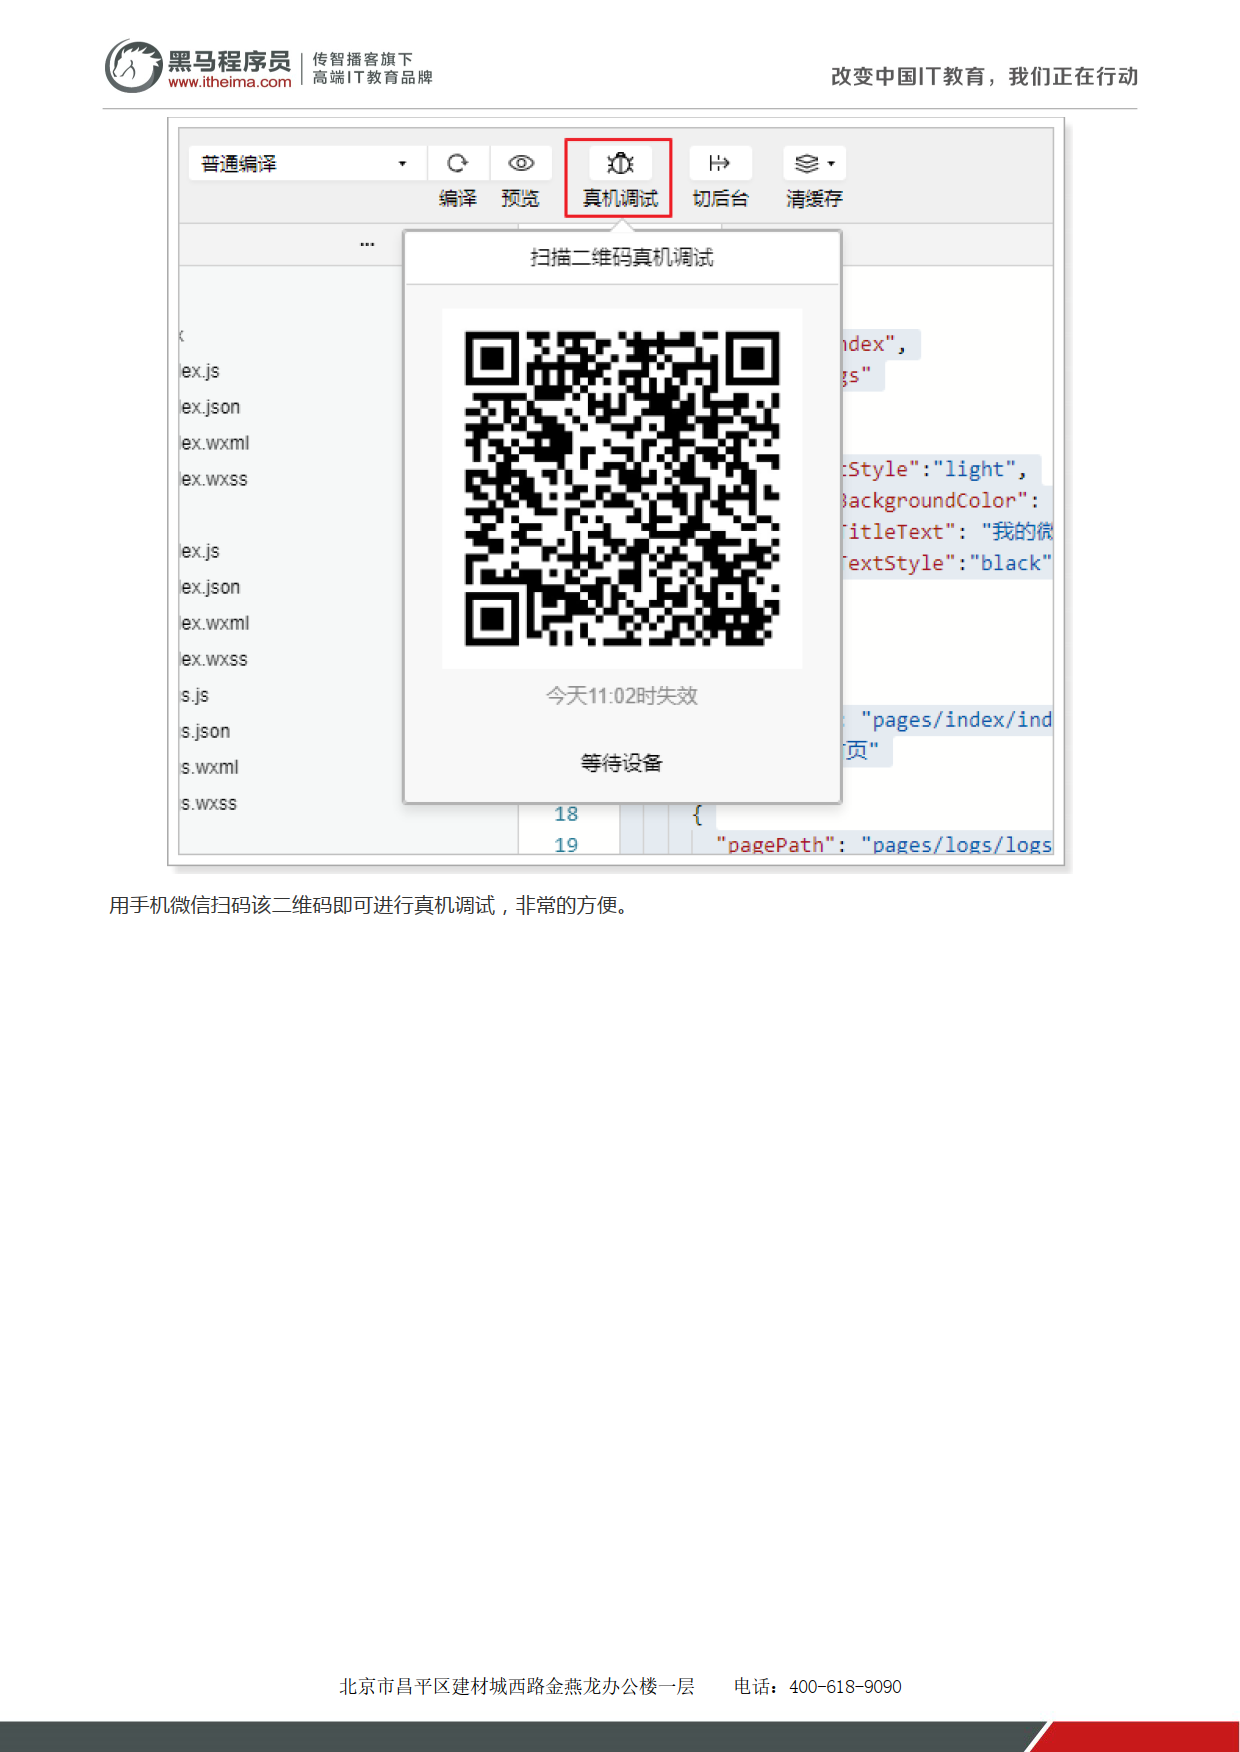 黑马程序员
www.itheima.com
传智播客旗下
高端IT教育品牌
改变中国IT教育，我们正在行动
普通编译
编译 预览 真机调试 切后台 清缓存
...
扫描二维码真机调试
ex.js
ex.json
ex.wxml
ex.wxss
ex.js
ex.json
ex.wxml
ex.wxss
s.js
s.json
s.wxml
s.wxss
ndex",
gs"
tStyle":"light",
BackgroundColor":
TitleText": "我的微
TextStyle":"black"
: "pages/index/ind
页"
18 {
19 "pagePath": "pages/logs/logs
今天11:02时失效
等待设备
用手机微信扫码该二维码即可进行真机调试，非常的方便。
北京市昌平区建材城西路金燕龙办公楼一层 电话：400-618-9090